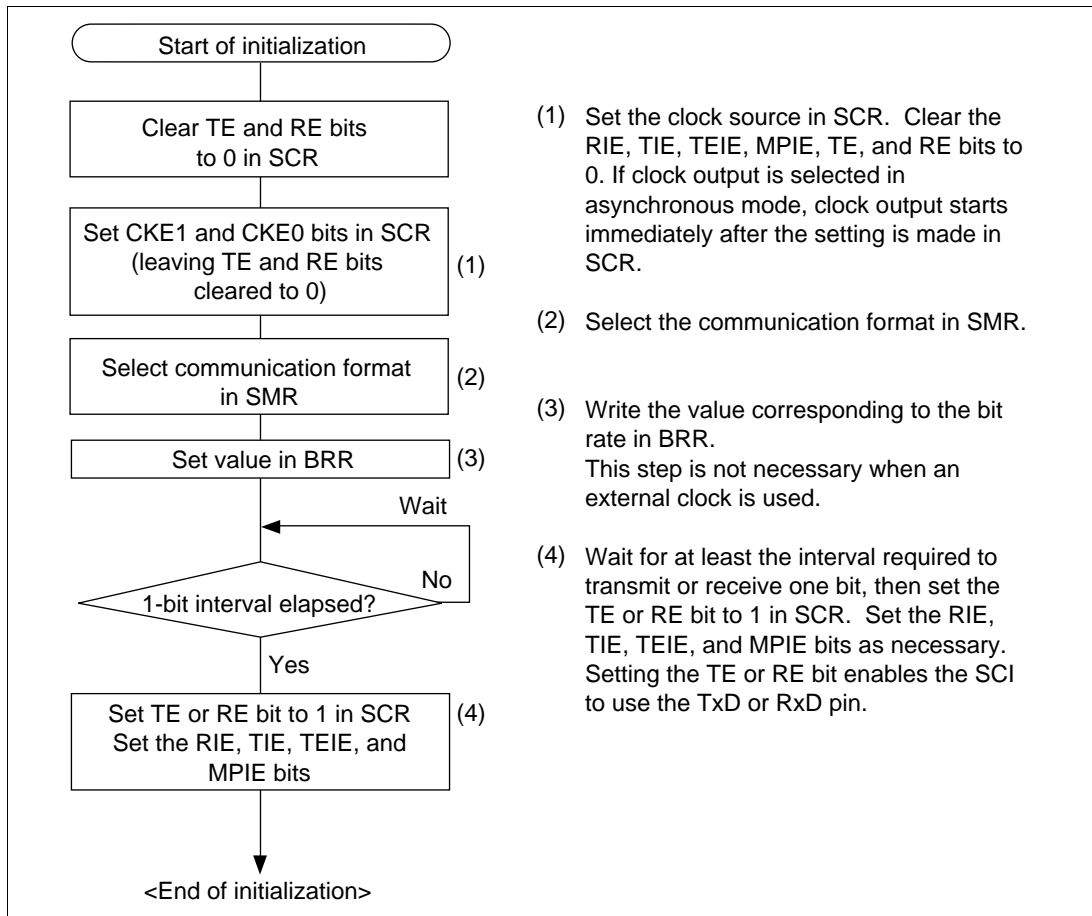 Start of initialization
Clear TE and RE bits
to 0 in SCR
Set CKE1 and CKE0 bits in SCR
(leaving TE and RE bits
cleared to 0)
(1)
Select communication format
in SMR
(2)
Set value in BRR
(3)
Wait
No
1-bit interval elapsed?
Yes
Set TE or RE bit to 1 in SCR
Set the RIE, TIE, TEIE, and
MPIE bits
(4)
<End of initialization>
(1) Set the clock source in SCR. Clear the
RIE, TIE, TEIE, MPIE, TE, and RE bits to
0. If clock output is selected in
asynchronous mode, clock output starts
immediately after the setting is made in
SCR.
(2) Select the communication format in SMR.
(3) Write the value corresponding to the bit
rate in BRR.
This step is not necessary when an
external clock is used.
(4) Wait for at least the interval required to
transmit or receive one bit, then set the
TE or RE bit to 1 in SCR. Set the RIE,
TIE, TEIE, and MPIE bits as necessary.
Setting the TE or RE bit enables the SCI
to use the TxD or RxD pin.